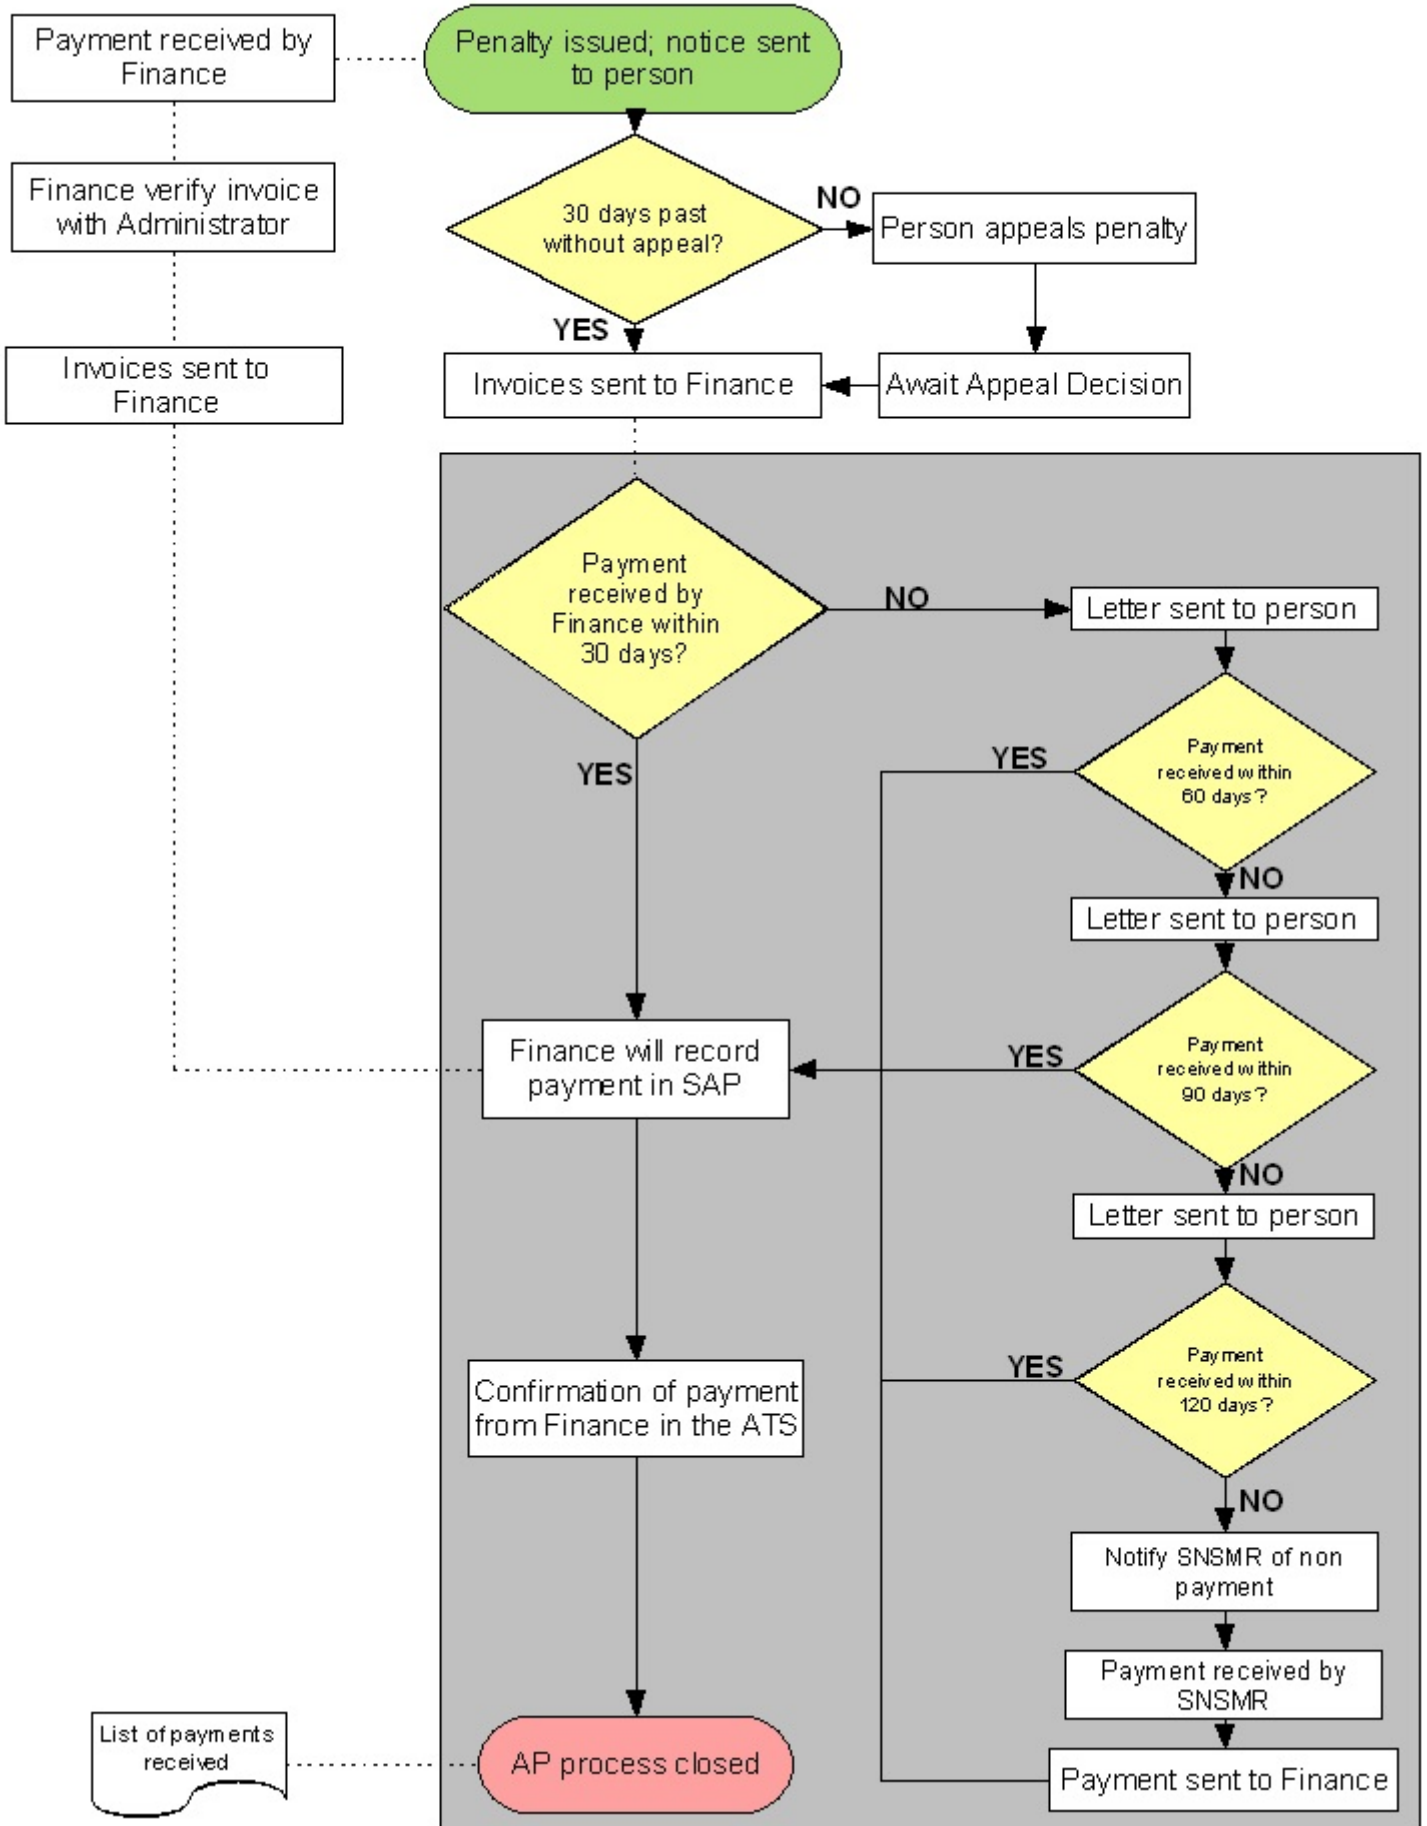 Payment received by
Finance
Penalty issued; notice sent
to person
Finance verify invoice
with Administrator
30 days past
without appeal?
NO
Person appeals penalty
YES
Invoices sent to
Finance
Invoices sent to Finance
Await Appeal Decision
Payment
received by
Finance within
30 days?
NO
Letter sent to person
YES
Payment
received within
60 days?
YES
NO
Letter sent to person
Finance will record
payment in SAP
YES
Payment
received within
90 days?
NO
Letter sent to person
Confirmation of payment
from Finance in the ATS
YES
Payment
received within
120 days?
NO
Notify SNSMR of non
payment
Payment received by
SNSMR
List of payments
received
AP process closed
Payment sent to Finance